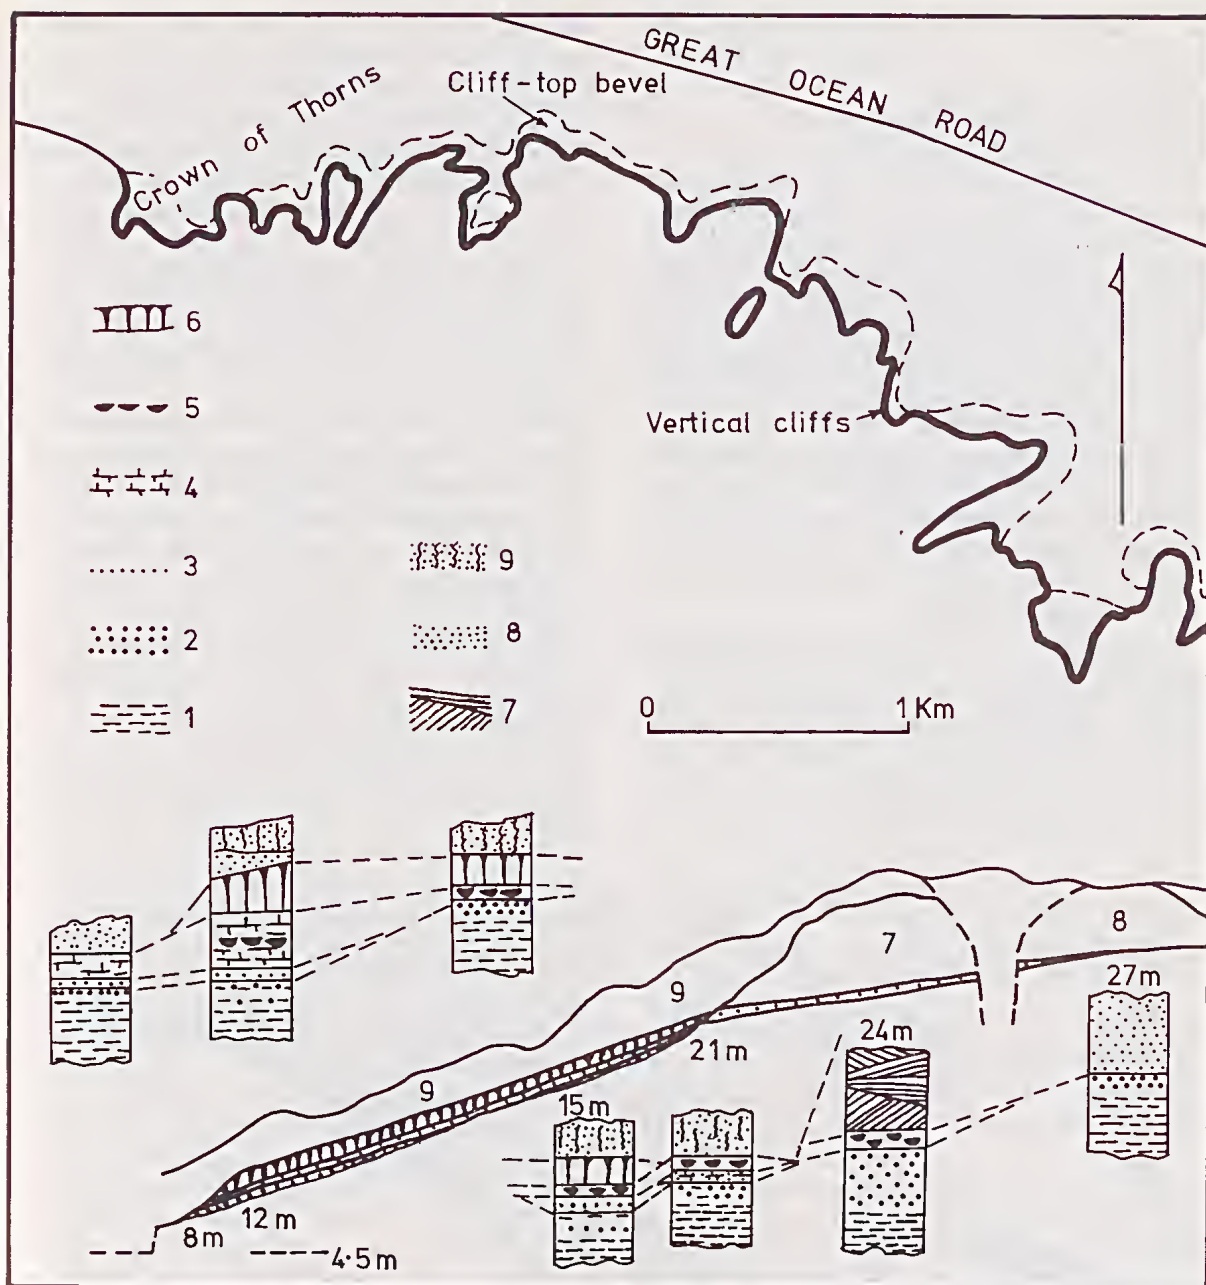 GREAT OCEAN ROAD
Cliff-top bevel
Crown of Thorns
6
5
Vertical cliffs
4
3
9
2
8
1
7
0 1 Km
7
8
9
27m
24m
21m
9
15m
12m
8m
4·5m